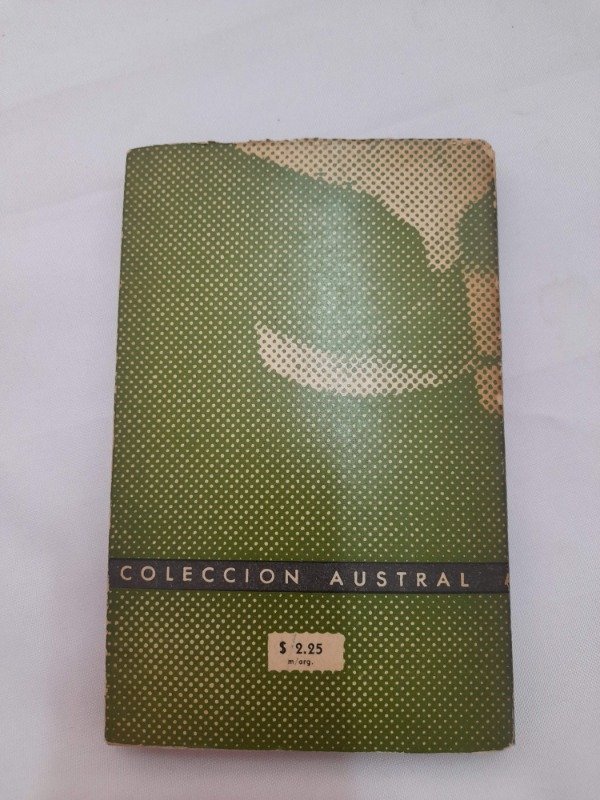 COLECCION AUSTRAL
$ 2.25
m/arg.